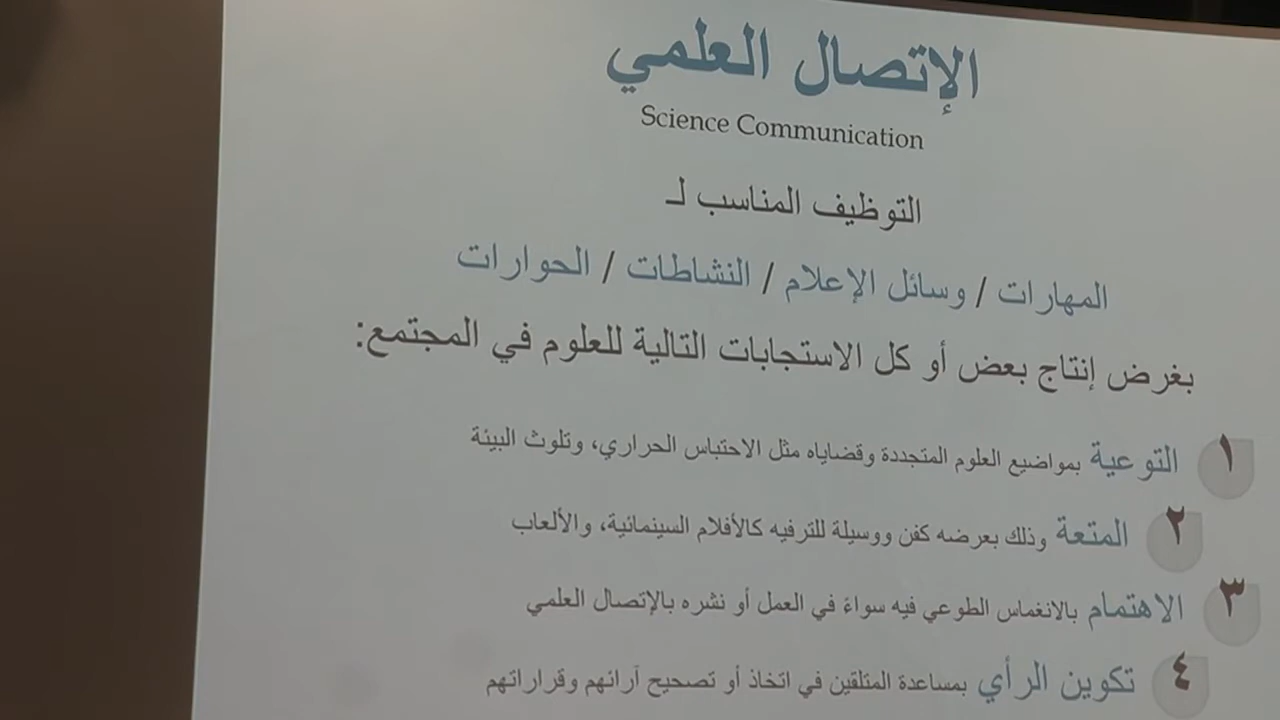 الإتصال العلمي
Science Communication
التوظيف المناسب لـ
المهارات / وسائل الإعلام / النشاطات / الحوارات
بغرض إنتاج بعض أو كل الاستجابات التالية للعلوم في المجتمع:
١ التوعية بمواضيع العلوم المتجددة وقضاياه مثل الاحتباس الحراري، وتلوث البيئة
٢ المتعة وذلك بعرضه كفن ووسيلة للترفيه كالأفلام السينمائية، والألعاب
٣ الاهتمام بالانغماس الطوعي فيه سواءً في العمل أو نشره بالإتصال العلمي
٤ تكوين الرأي بمساعدة المتلقين في اتخاذ أو تصحيح آرائهم وقراراتهم